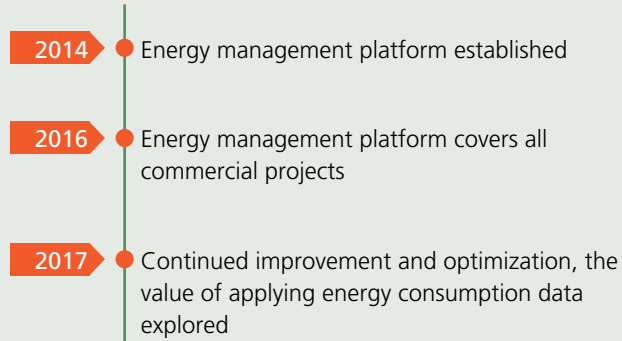 2014 Energy management platform established
2016 Energy management platform covers all
commercial projects
2017 Continued improvement and optimization, the
value of applying energy consumption data
explored